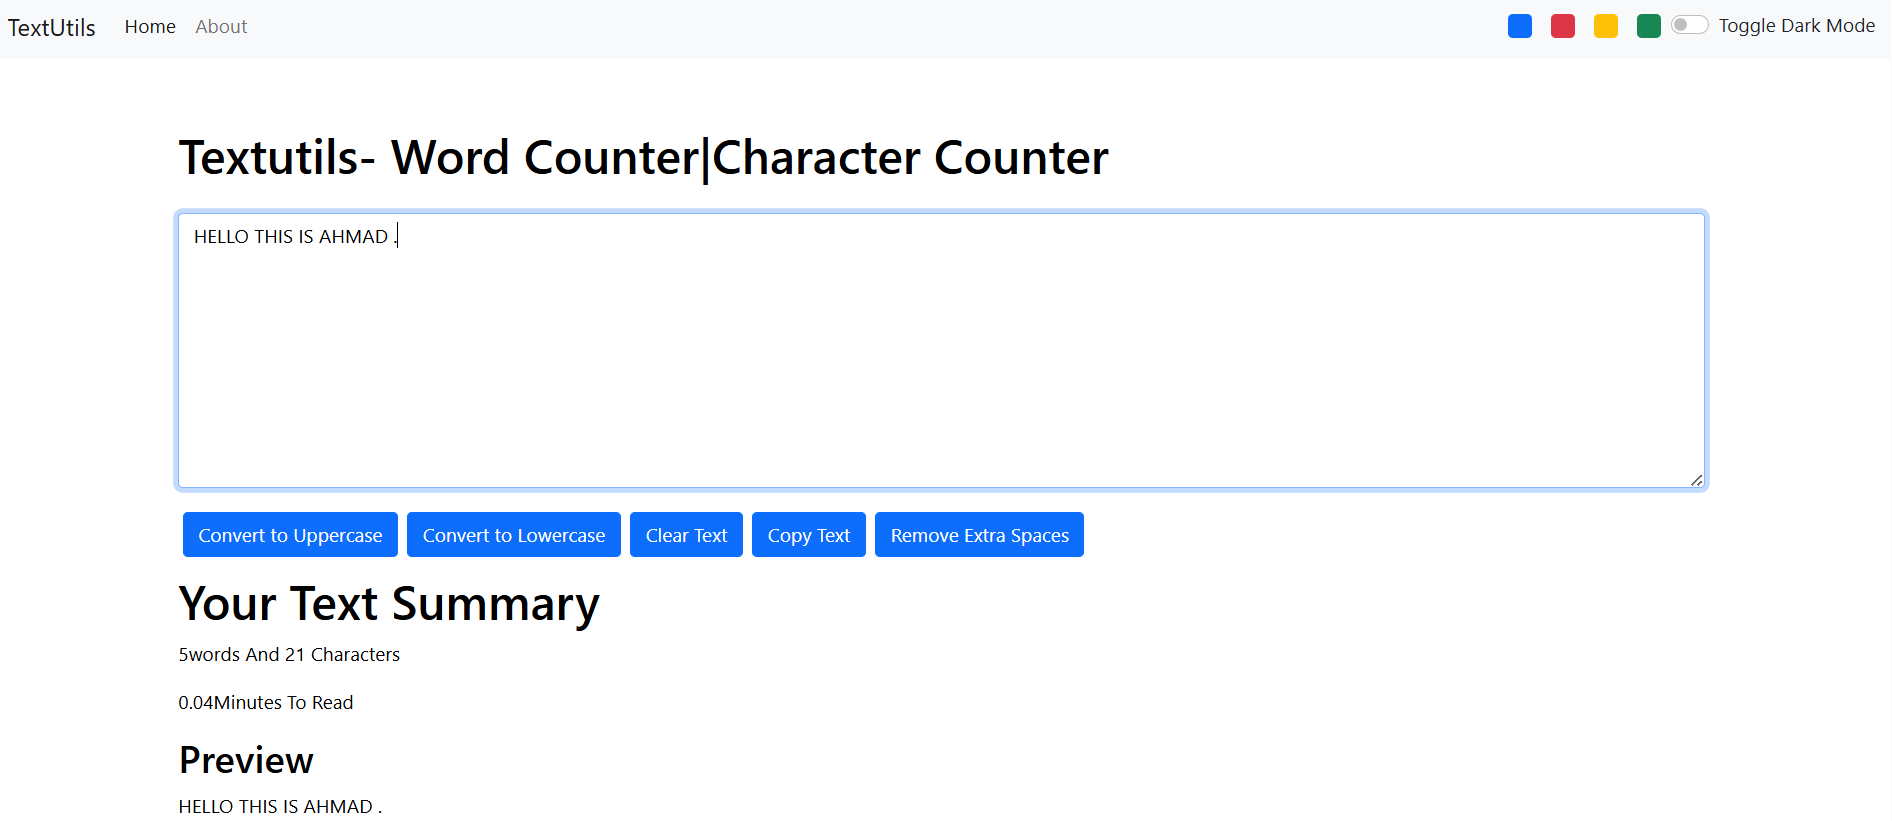 TextUtils Home About Toggle Dark Mode
Textutils- Word Counter|Character Counter
HELLO THIS IS AHMAD .
Convert to Uppercase Convert to Lowercase Clear Text Copy Text Remove Extra Spaces
Your Text Summary
5words And 21 Characters
0.04Minutes To Read
Preview
HELLO THIS IS AHMAD .